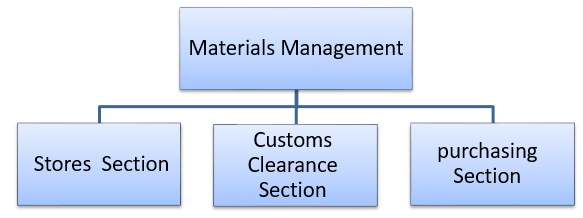 Materials Management
Stores Section
Customs
Clearance
Section
purchasing
Section